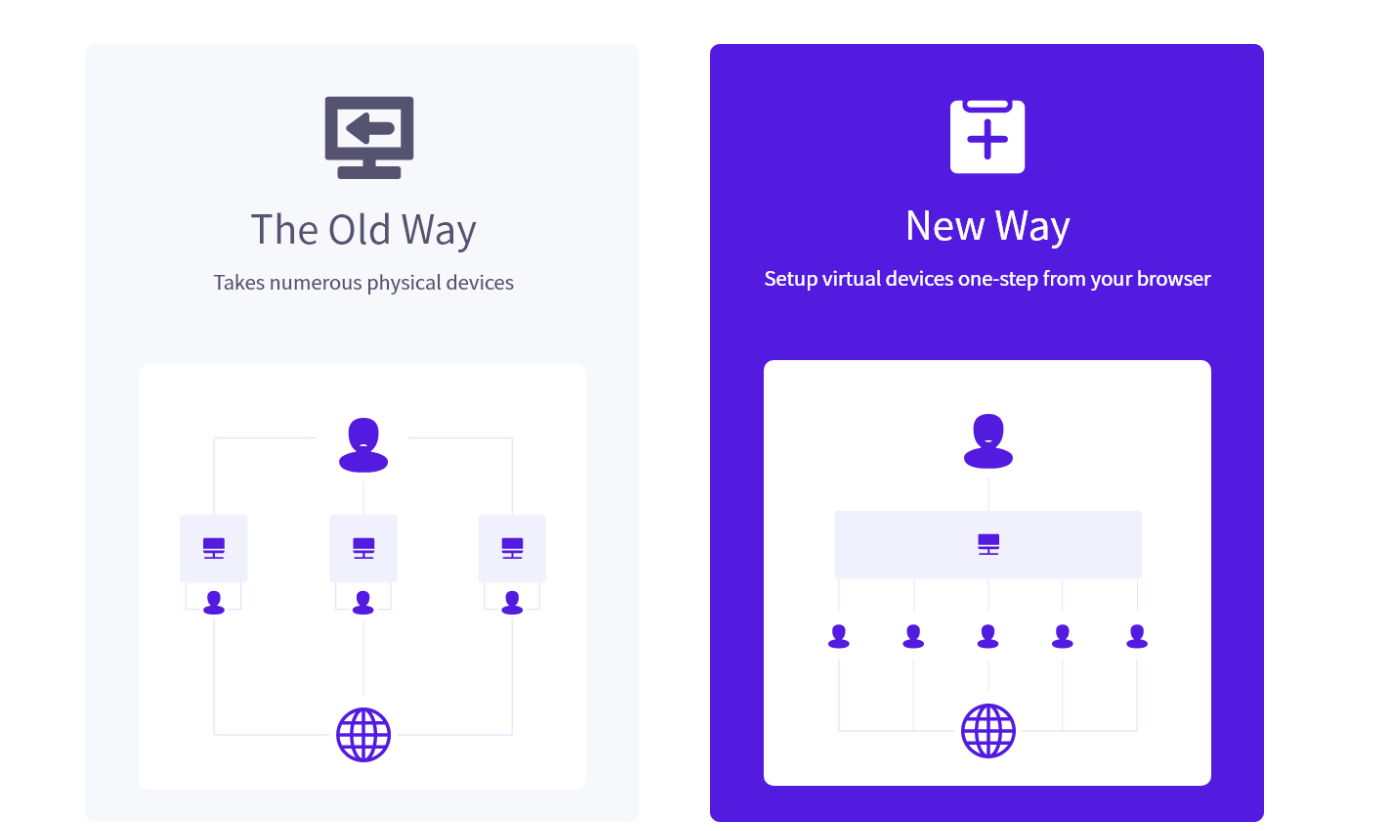 The Old Way
Takes numerous physical devices
New Way
Setup virtual devices one-step from your browser